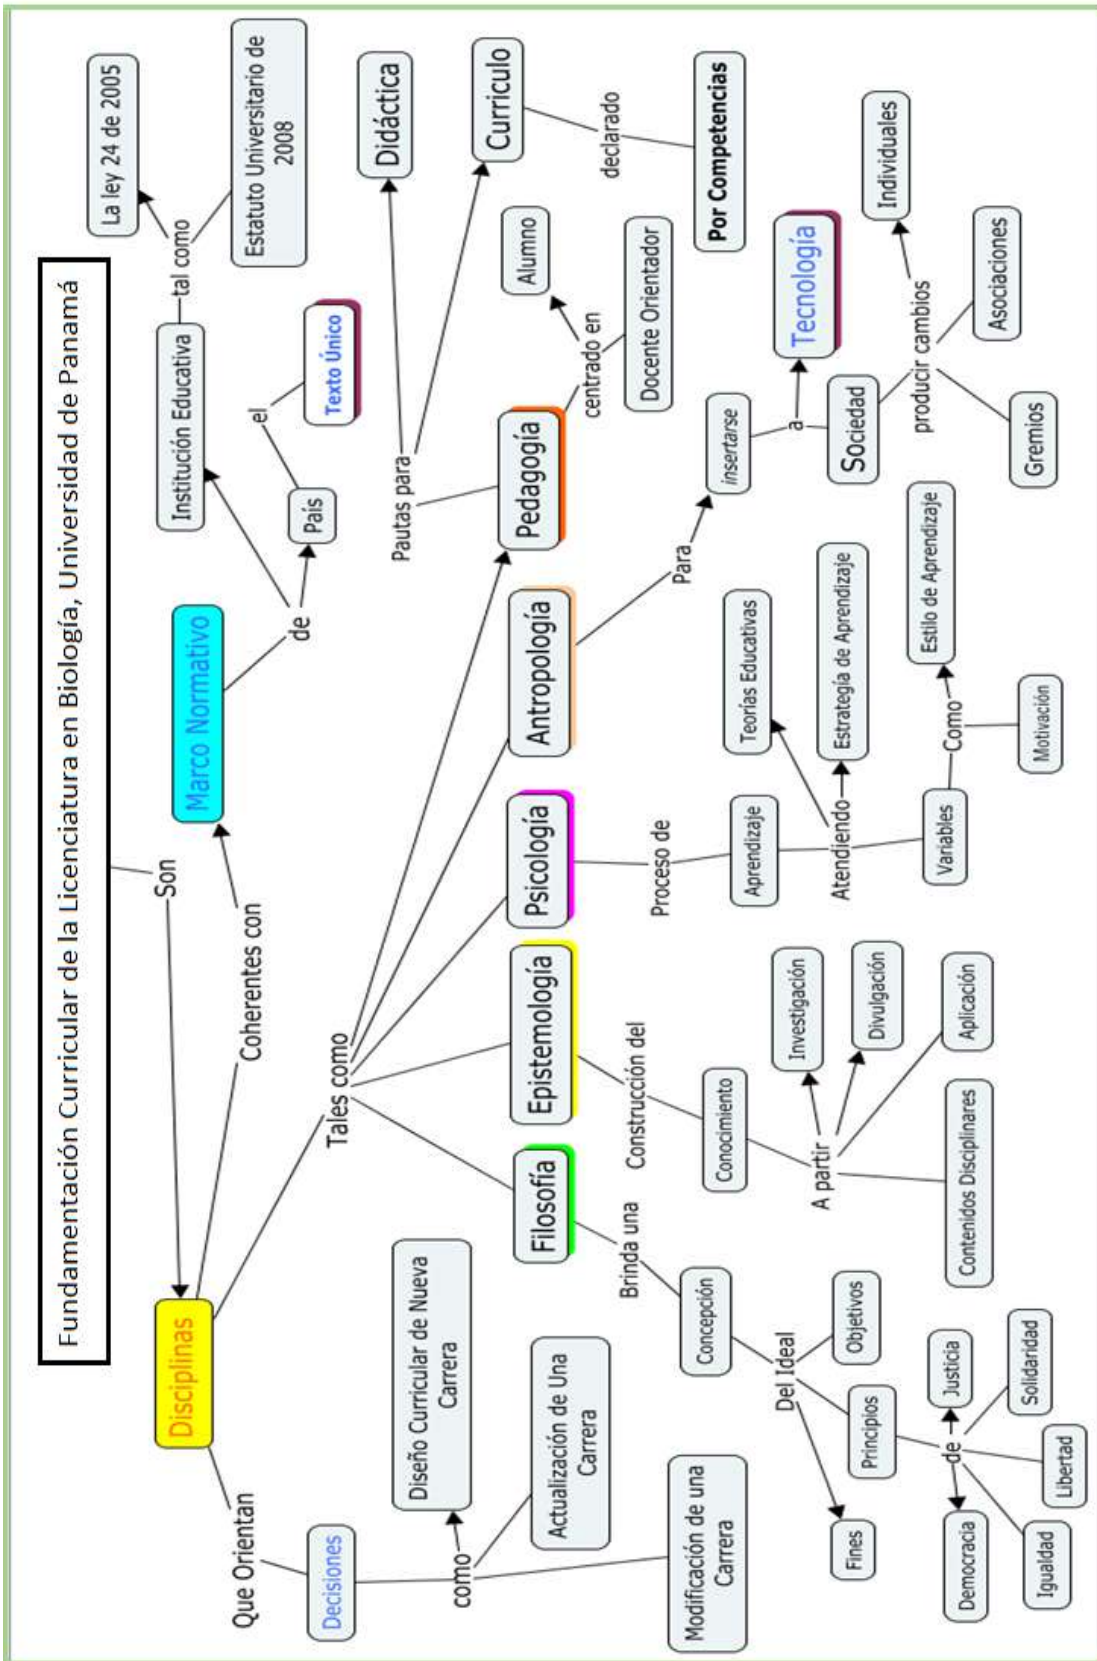 Fundamentación Curricular de la Licenciatura en Biología, Universidad de Panamá
Son
Disciplinas
Que Orientan
Decisiones
como
Diseño Curricular de Nueva
Carrera
Actualización de Una
Carrera
Modificación de una
Carrera
Coherentes con
Marco Normativo
de
Institución Educativa
tal como
La ley 24 de 2005
Estatuto Universitario de
2008
País
el
Texto Único
Tales como
Filosofía
Brinda una
Concepción
Del Ideal
Fines
Principios
Objetivos
de
Democracia
Igualdad
Libertad
Solidaridad
Justicia
Epistemología
Construcción del
Conocimiento
A partir
Contenidos Disciplinares
Aplicación
Divulgación
Investigación
Psicología
Proceso de
Aprendizaje
Atendiendo
Variables
Como
Motivación
Estilo de Aprendizaje
Estrategía de Aprendizaje
Teorías Educativas
Antropología
Para
insertarse
a
Sociedad
Tecnología
producir cambios
Gremios
Asociaciones
Individuales
Pedagogía
centrado en
Alumno
Docente Orientador
Pautas para
Didáctica
Curriculo
declarado
Por Competencias